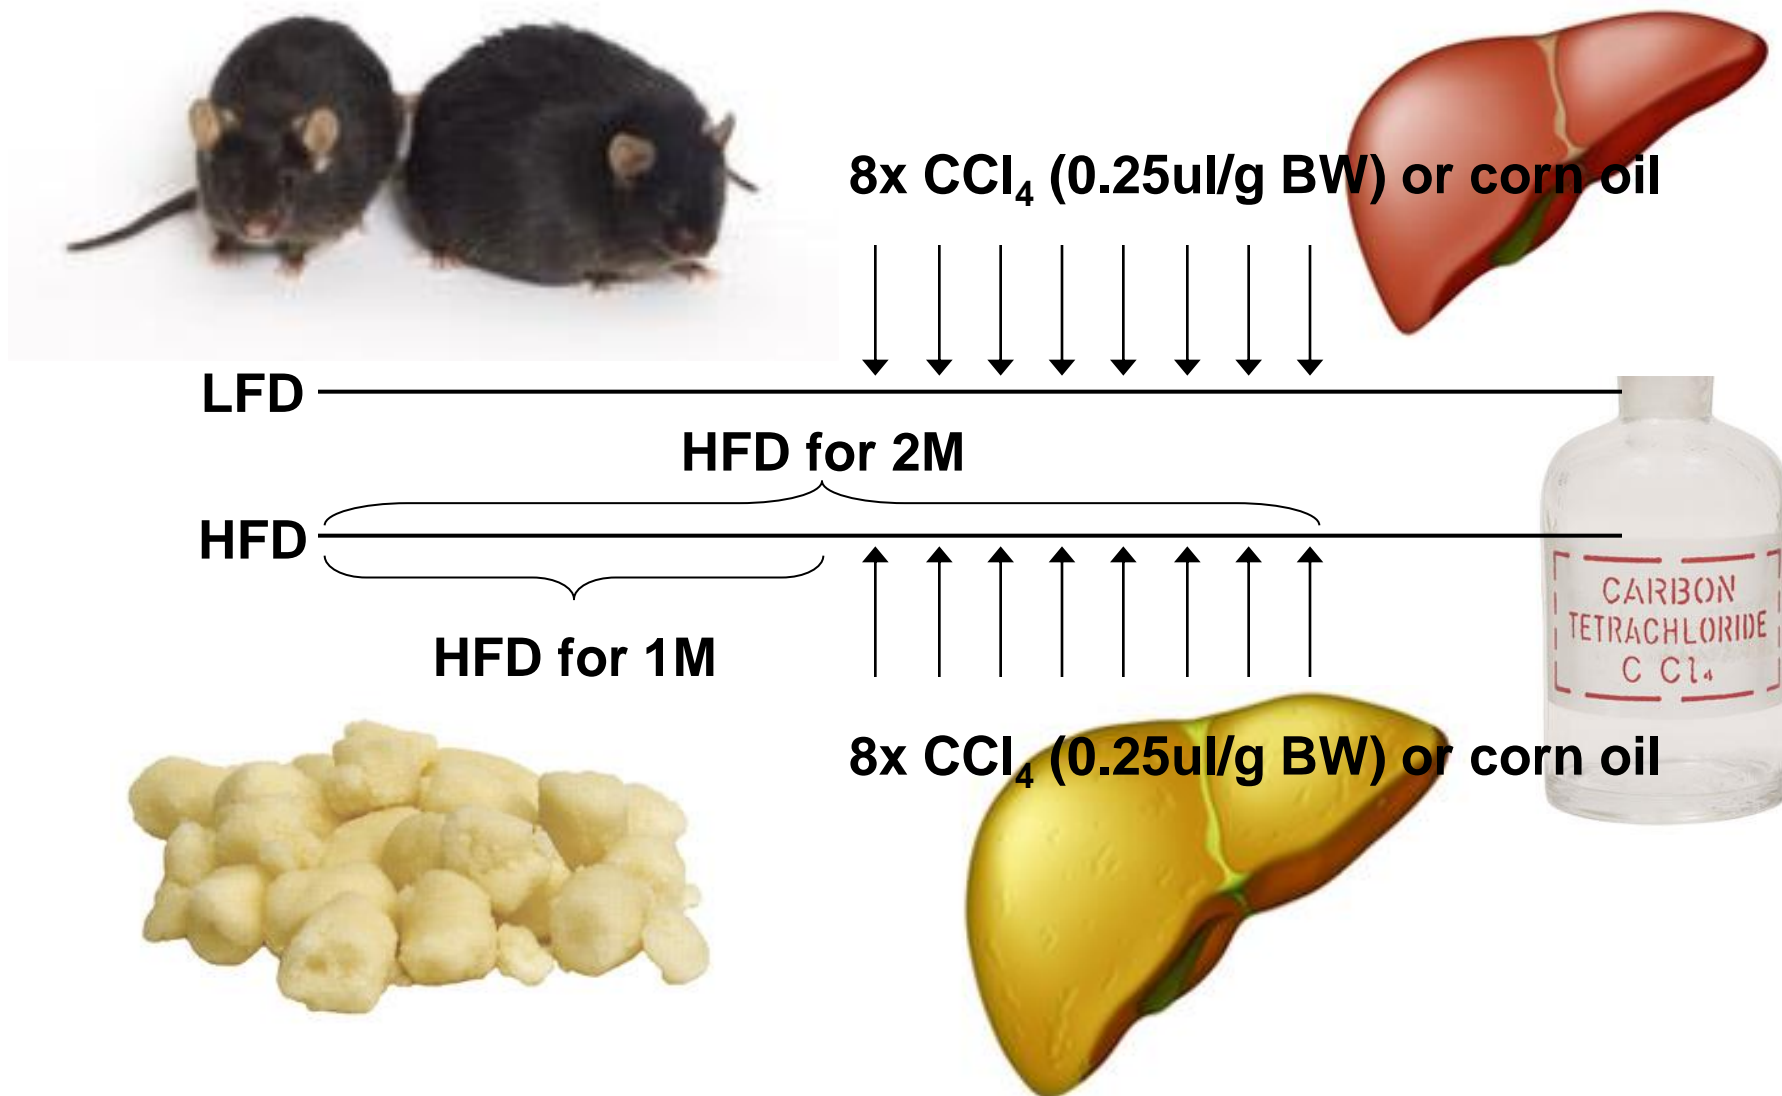 8x CCl₄ (0.25ul/g BW) or corn oil
LFD
HFD for 2M
HFD
HFD for 1M
CARBON
TETRACHLORIDE
C Cl₄
8x CCl₄ (0.25ul/g BW) or corn oil